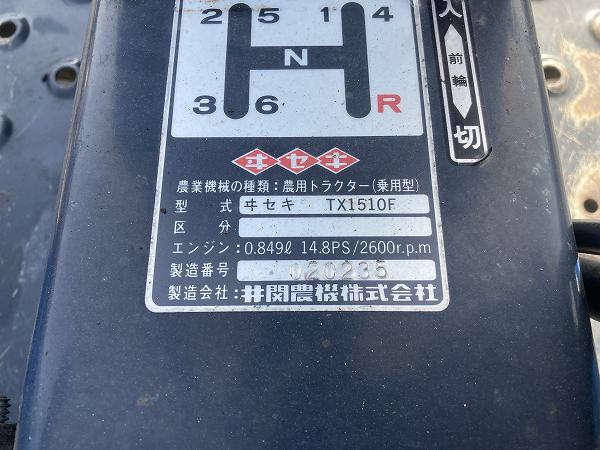 2 5 1 4
N
3 6 R
入
前輪
切
ヰセキ
農業機械の種類：農用トラクター(乗用型)
型式 ヰセキ TX1510F
区分
エンジン：0.849ℓ 14.8PS/2600r.p.m
製造番号 020235
製造会社：井関農機株式会社